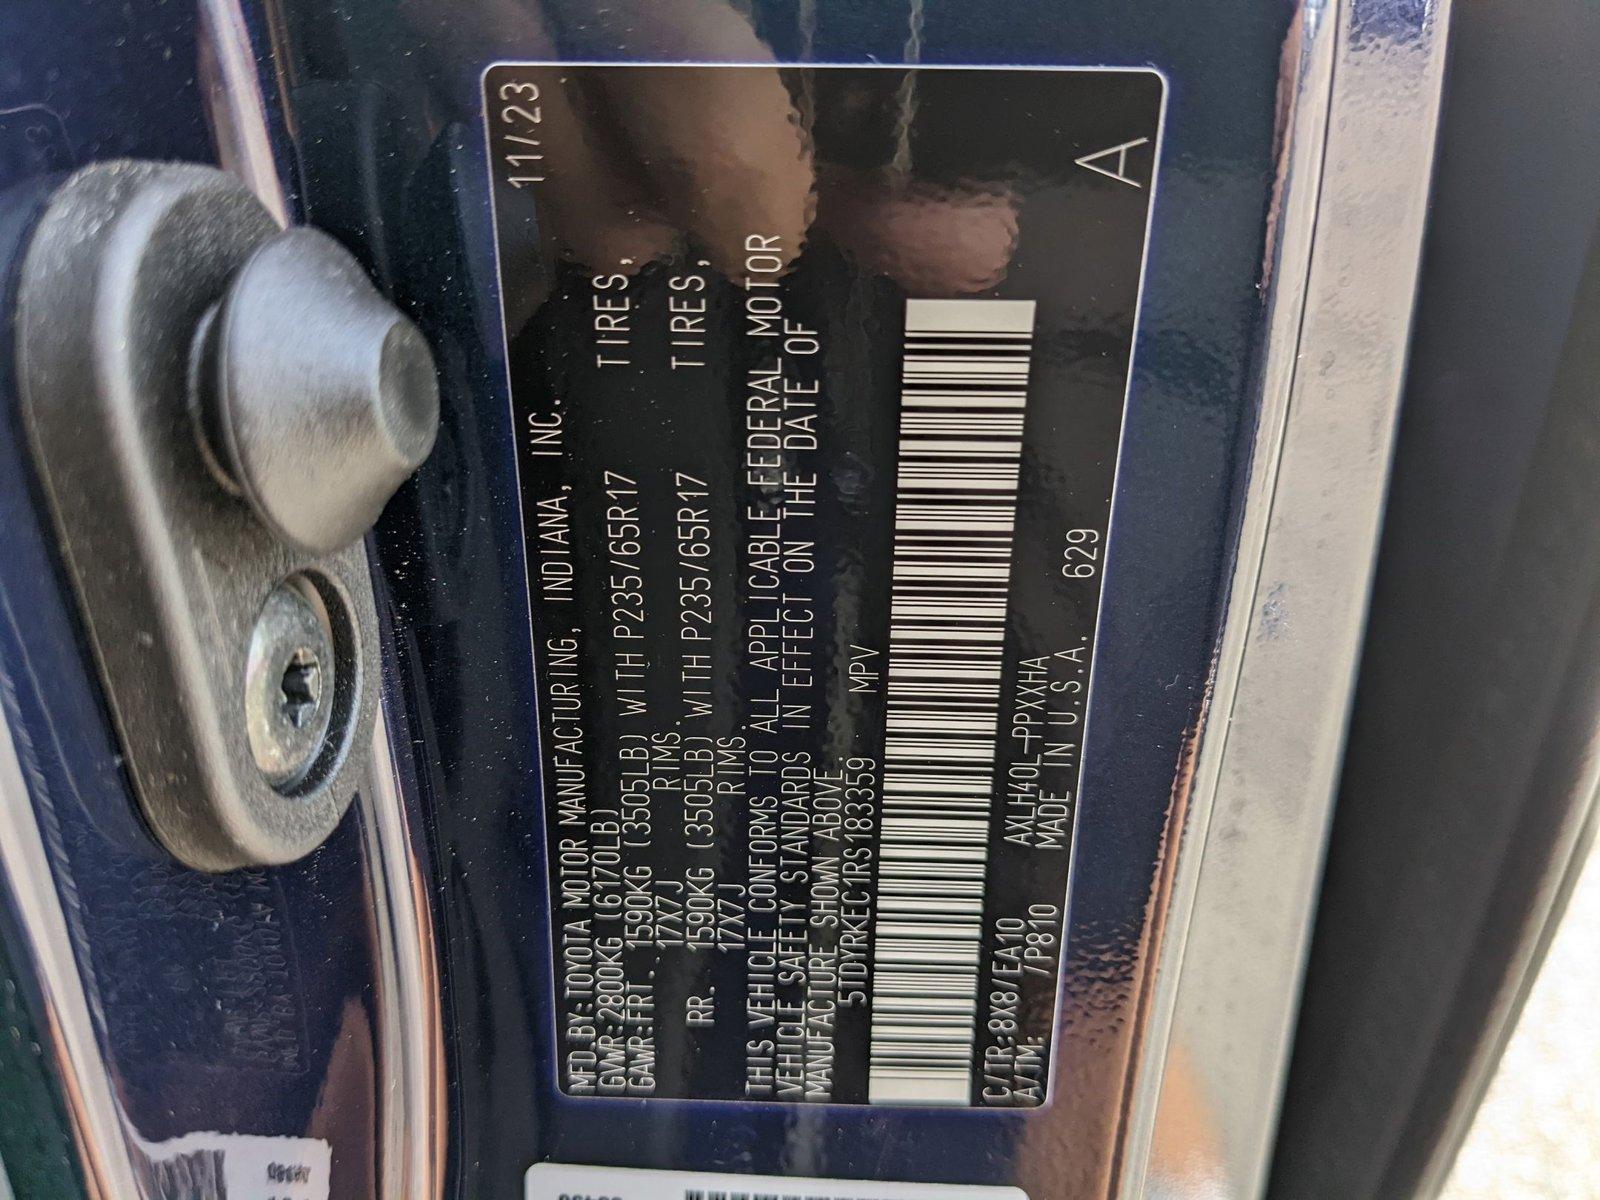 11/23
MFD.BY:TOYOTA MOTOR MANUFACTURING, INDIANA, INC.
GVWR:2800KG (6170LB)
GAWR:FRT. 1590KG (3505LB) WITH P235/65R17 TIRES,
17X7J RIMS.
RR. 1590KG (3505LB) WITH P235/65R17 TIRES,
17X7J RIMS.
THIS VEHICLE CONFORMS TO ALL APPLICABLE FEDERAL MOTOR
VEHICLE SAFETY STANDARDS IN EFFECT ON THE DATE OF
MANUFACTURE SHOWN ABOVE.
5TDYRKEC1RS183359 MPV
C/TR:8X8/EA10 AXLH40L-PPXXHA
A/TM: /P810 MADE IN U.S.A. 629
A